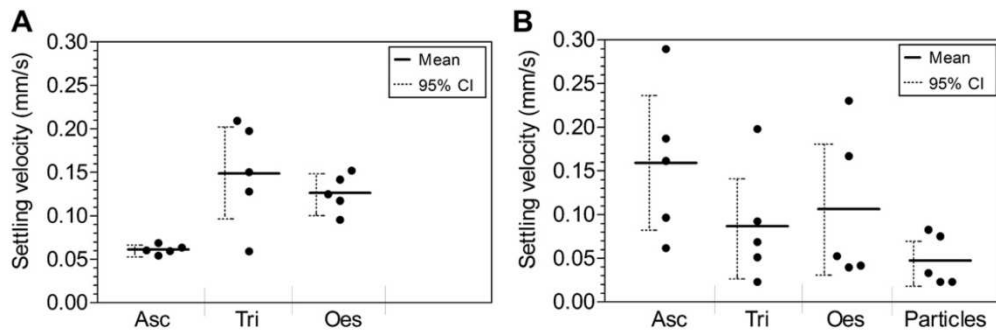 A
Settling velocity (mm/s)
0.30
0.25
0.20
0.15
0.10
0.05
0.00
Mean
95% CI
Asc Tri Oes
B
Settling velocity (mm/s)
0.30
0.25
0.20
0.15
0.10
0.05
0.00
Mean
95% CI
Asc Tri Oes Particles